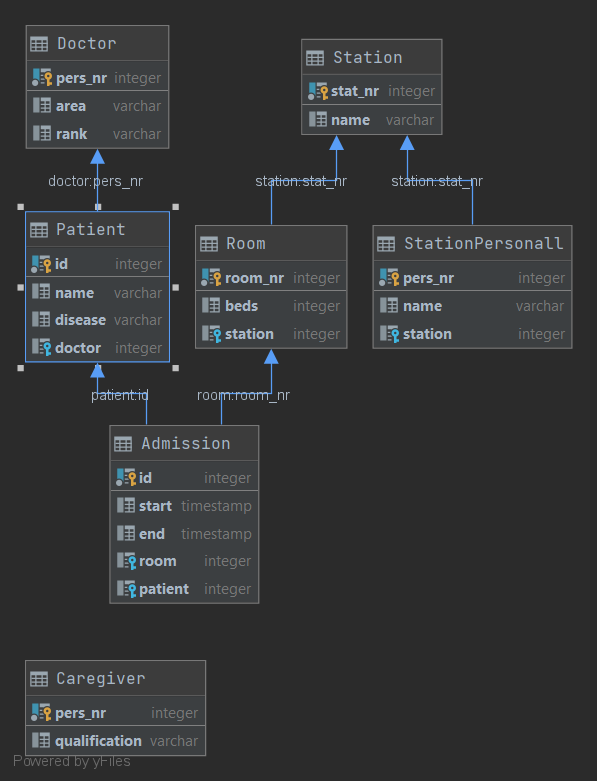 Doctor
pers_nr integer
area varchar
rank varchar
Station
stat_nr integer
name varchar
doctor:pers_nr
station:stat_nr
station:stat_nr
Patient
id integer
name varchar
disease varchar
doctor integer
Room
room_nr integer
beds integer
station integer
StationPersonall
pers_nr integer
name varchar
station integer
patient:id
room:room_nr
Admission
id integer
start timestamp
end timestamp
room integer
patient integer
Caregiver
pers_nr integer
qualification varchar
Powered by yFiles